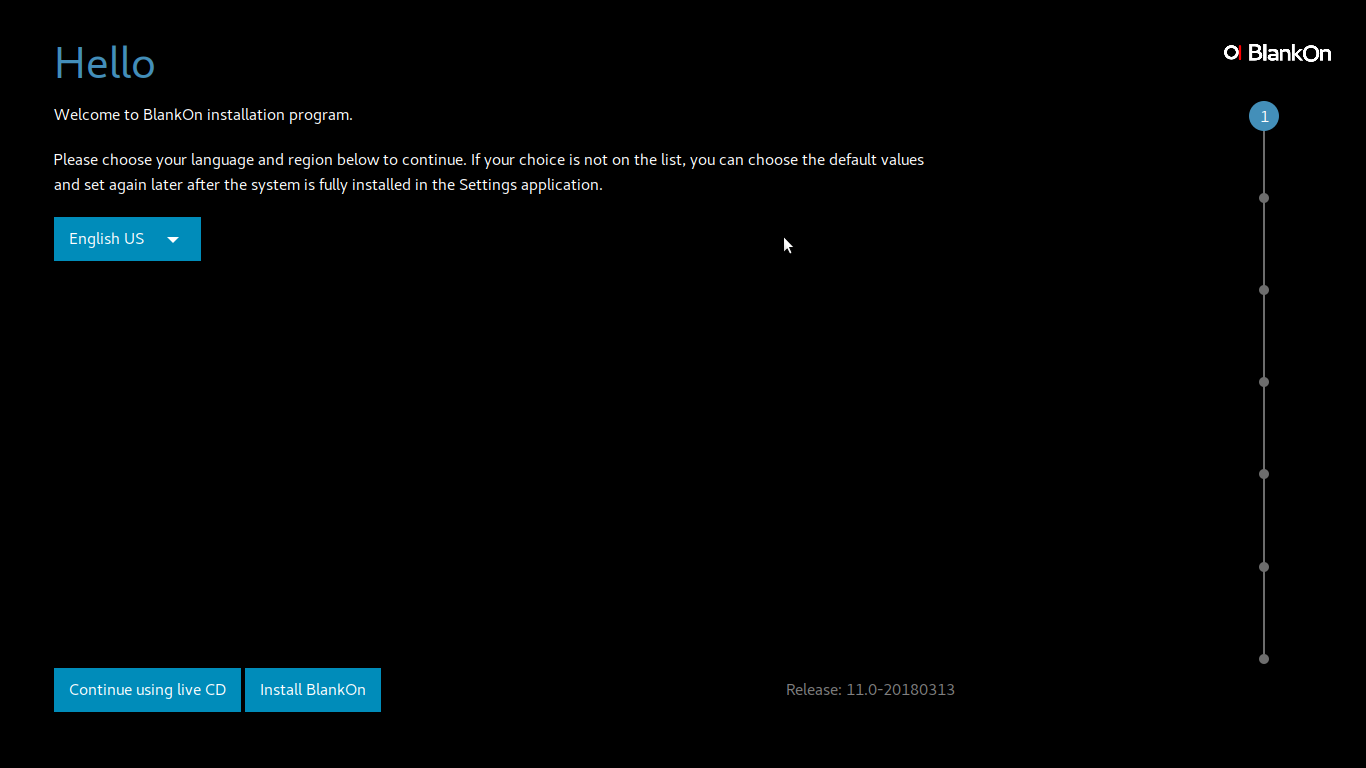 Hello
BlankOn
Welcome to BlankOn installation program.
1
Please choose your language and region below to continue. If your choice is not on the list, you can choose the default values
and set again later after the system is fully installed in the Settings application.
English US
Continue using live CD
Install BlankOn
Release: 11.0-20180313